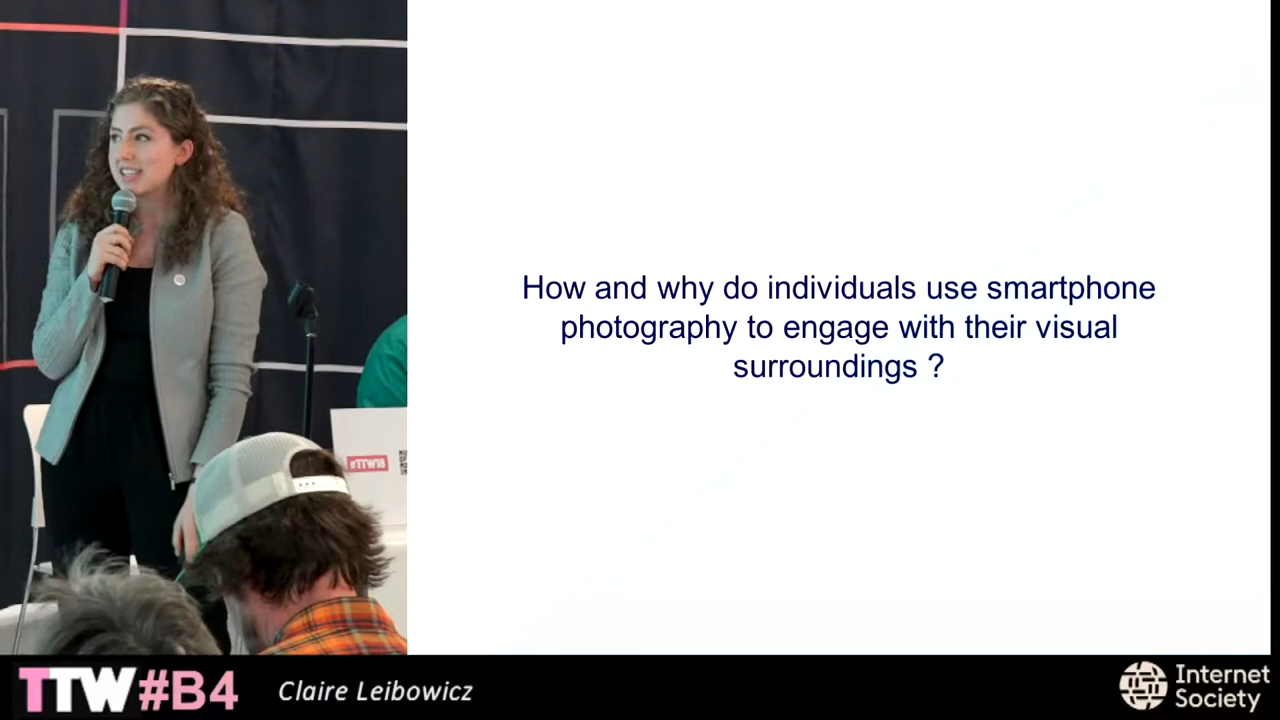 How and why do individuals use smartphone
photography to engage with their visual
surroundings ?
#TTW18
TTW#B4
Claire Leibowicz
Internet
Society